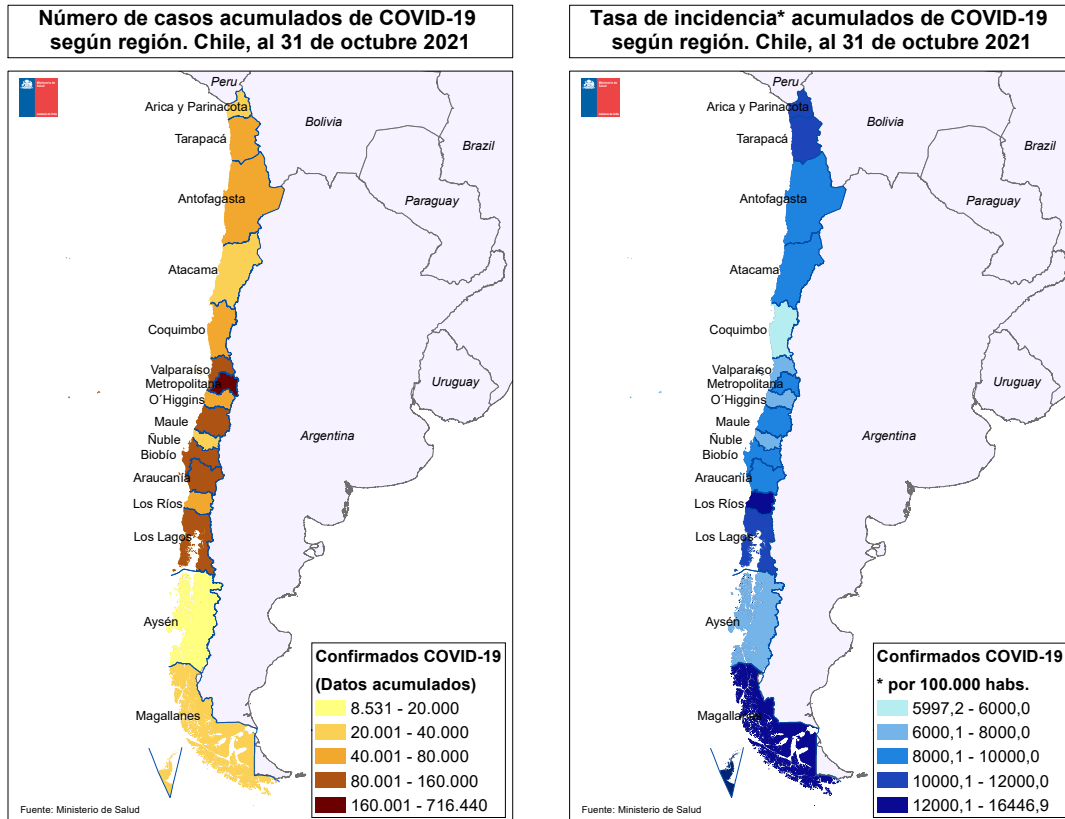 Número de casos acumulados de COVID-19
según región. Chile, al 31 de octubre 2021
Peru
Arica y Parinacota
Bolivia
Tarapacá
Brazil
Antofagasta
Paraguay
Atacama
Coquimbo
Valparaíso
Metropolitana
Uruguay
O´Higgins
Maule
Argentina
Ñuble
Biobío
Araucanía
Los Ríos
Los Lagos
Aysén
Magallanes
Confirmados COVID-19
(Datos acumulados)
8.531 - 20.000
20.001 - 40.000
40.001 - 80.000
80.001 - 160.000
160.001 - 716.440
Fuente: Ministerio de Salud
Tasa de incidencia* acumulados de COVID-19
según región. Chile, al 31 de octubre 2021
Peru
Arica y Parinacota
Bolivia
Tarapacá
Brazil
Antofagasta
Paraguay
Atacama
Coquimbo
Valparaíso
Metropolitana
Uruguay
O´Higgins
Maule
Argentina
Ñuble
Biobío
Araucanía
Los Ríos
Los Lagos
Aysén
Magallanes
Confirmados COVID-19
* por 100.000 habs.
5997,2 - 6000,0
6000,1 - 8000,0
8000,1 - 10000,0
10000,1 - 12000,0
12000,1 - 16446,9
Fuente: Ministerio de Salud